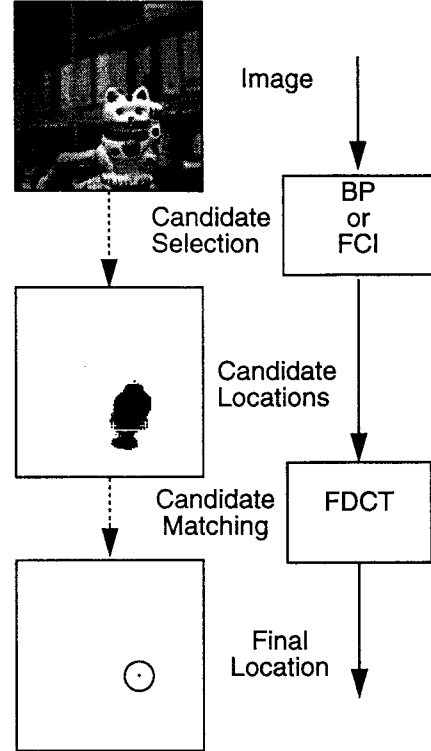 Image
Candidate
Selection
BP
or
FCI
Candidate
Locations
Candidate
Matching
FDCT
Final
Location